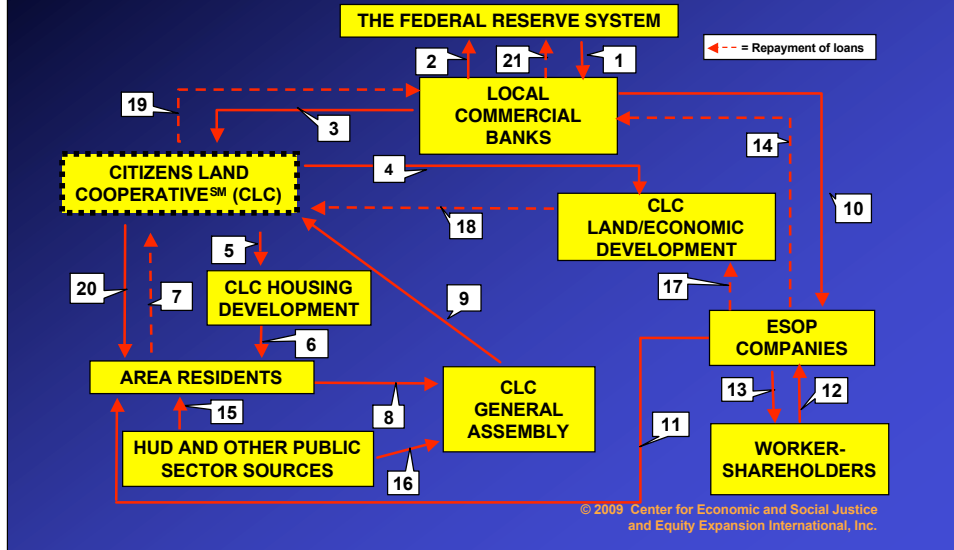 THE FEDERAL RESERVE SYSTEM
= Repayment of loans
2
21
1
LOCAL
COMMERCIAL
BANKS
19
3
14
4
CITIZENS LAND
COOPERATIVE℠ (CLC)
10
18
CLC
LAND/ECONOMIC
DEVELOPMENT
5
20
7
17
9
CLC HOUSING
DEVELOPMENT
6
ESOP
COMPANIES
AREA RESIDENTS
8
CLC
GENERAL
ASSEMBLY
13
12
15
11
HUD AND OTHER PUBLIC
SECTOR SOURCES
16
WORKER-
SHAREHOLDERS
© 2009 Center for Economic and Social Justice
and Equity Expansion International, Inc.